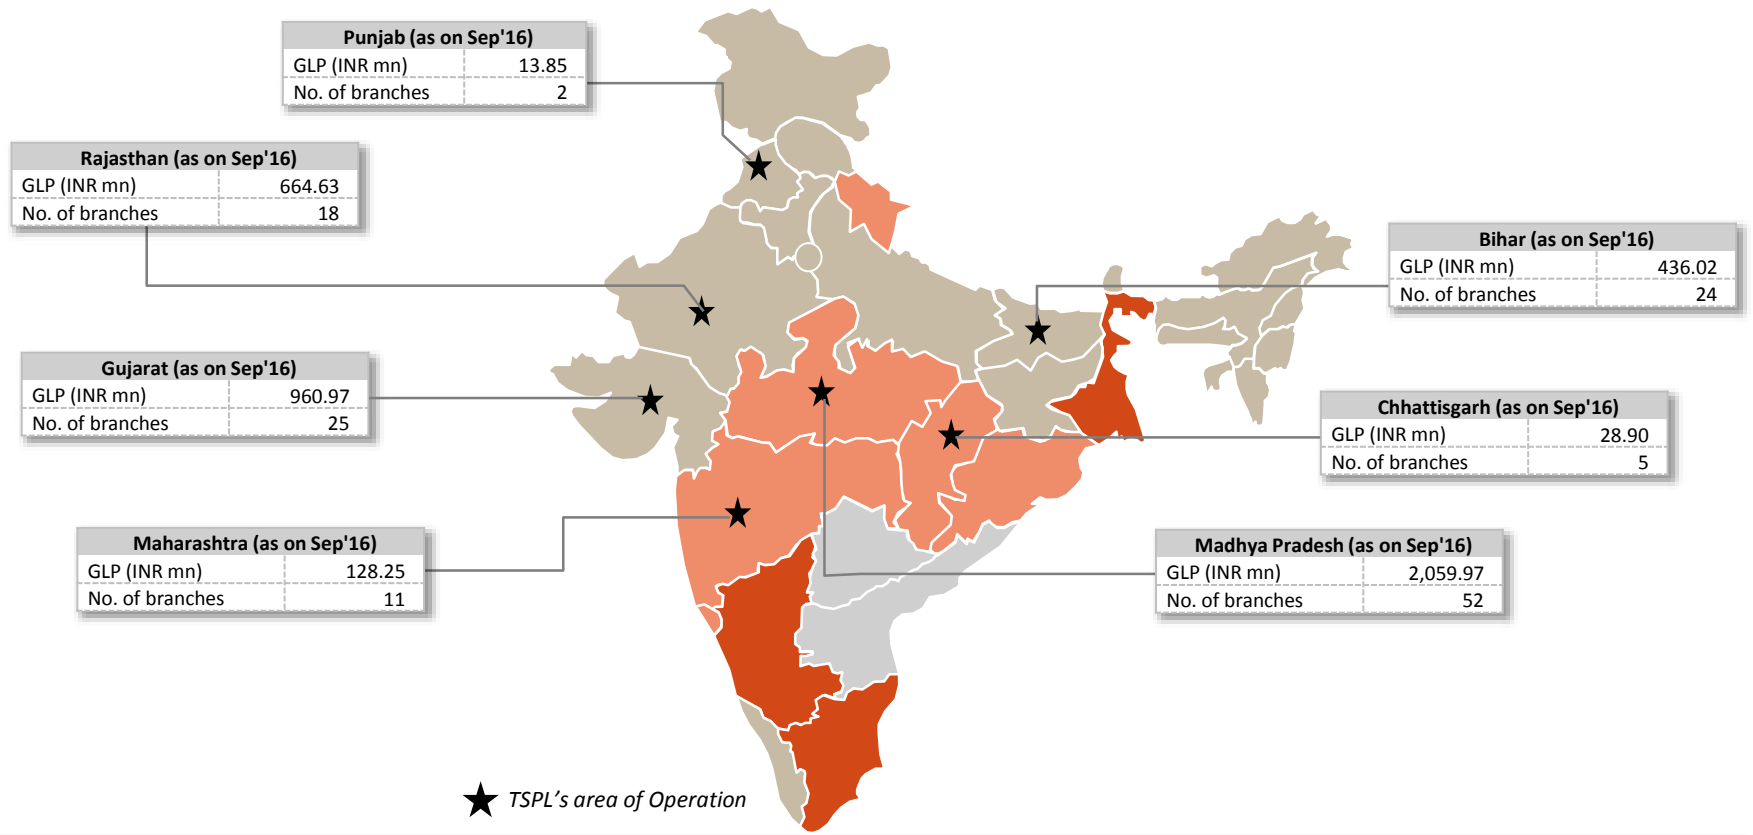 Punjab (as on Sep'16)
GLP (INR mn) 13.85
No. of branches 2
Rajasthan (as on Sep'16)
GLP (INR mn) 664.63
No. of branches 18
Bihar (as on Sep'16)
GLP (INR mn) 436.02
No. of branches 24
Gujarat (as on Sep'16)
GLP (INR mn) 960.97
No. of branches 25
Chhattisgarh (as on Sep'16)
GLP (INR mn) 28.90
No. of branches 5
Maharashtra (as on Sep'16)
GLP (INR mn) 128.25
No. of branches 11
Madhya Pradesh (as on Sep'16)
GLP (INR mn) 2,059.97
No. of branches 52
TSPL's area of Operation